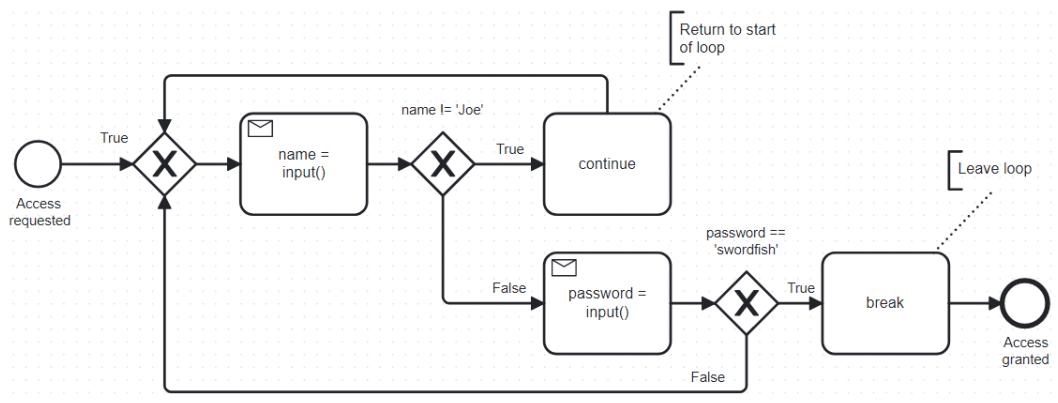 Return to start
of loop
name != 'Joe'
True
name =
input()
True
continue
Access
requested
Leave loop
password ==
'swordfish'
False
password =
input()
True
break
Access
granted
False